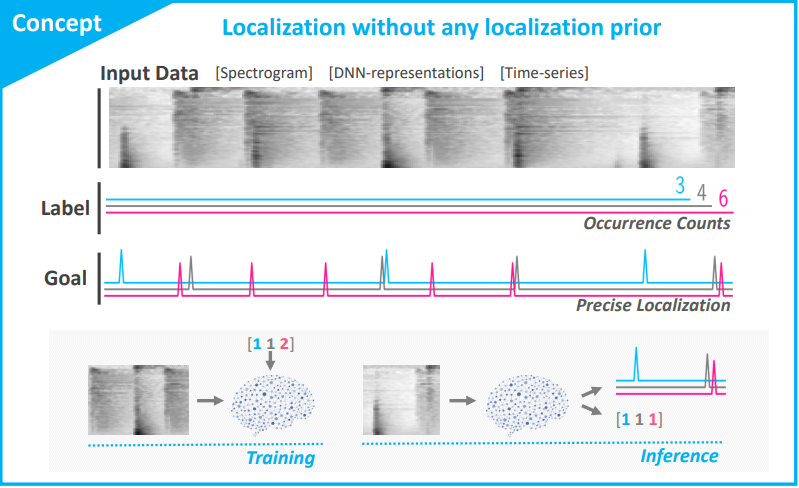 Concept
Localization without any localization prior
Input Data [Spectrogram] [DNN-representations] [Time-series]
Label
3 4 6
Occurrence Counts
Goal
Precise Localization
[1 1 2]
[1 1 1]
Training
Inference